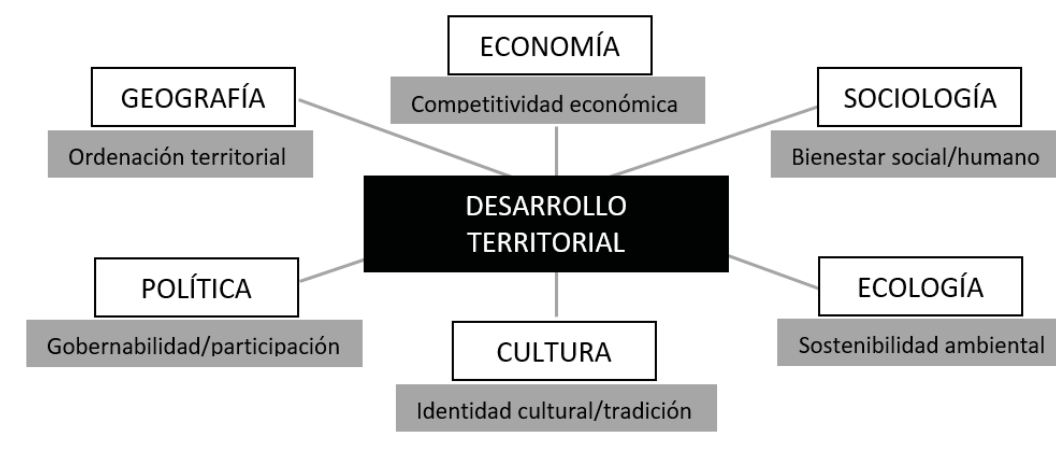 ECONOMÍA
Competitividad económica
GEOGRAFÍA
Ordenación territorial
SOCIOLOGÍA
Bienestar social/humano
DESARROLLO
TERRITORIAL
POLÍTICA
Gobernabilidad/participación
CULTURA
Identidad cultural/tradición
ECOLOGÍA
Sostenibilidad ambiental